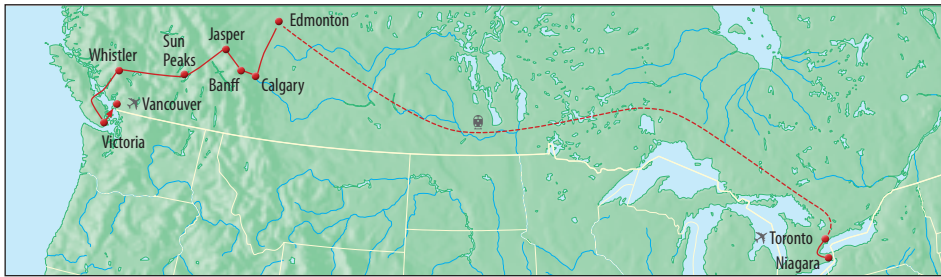 Edmonton
Jasper
Sun
Peaks
Whistler
Banff
Calgary
Vancouver
Victoria
Toronto
Niagara